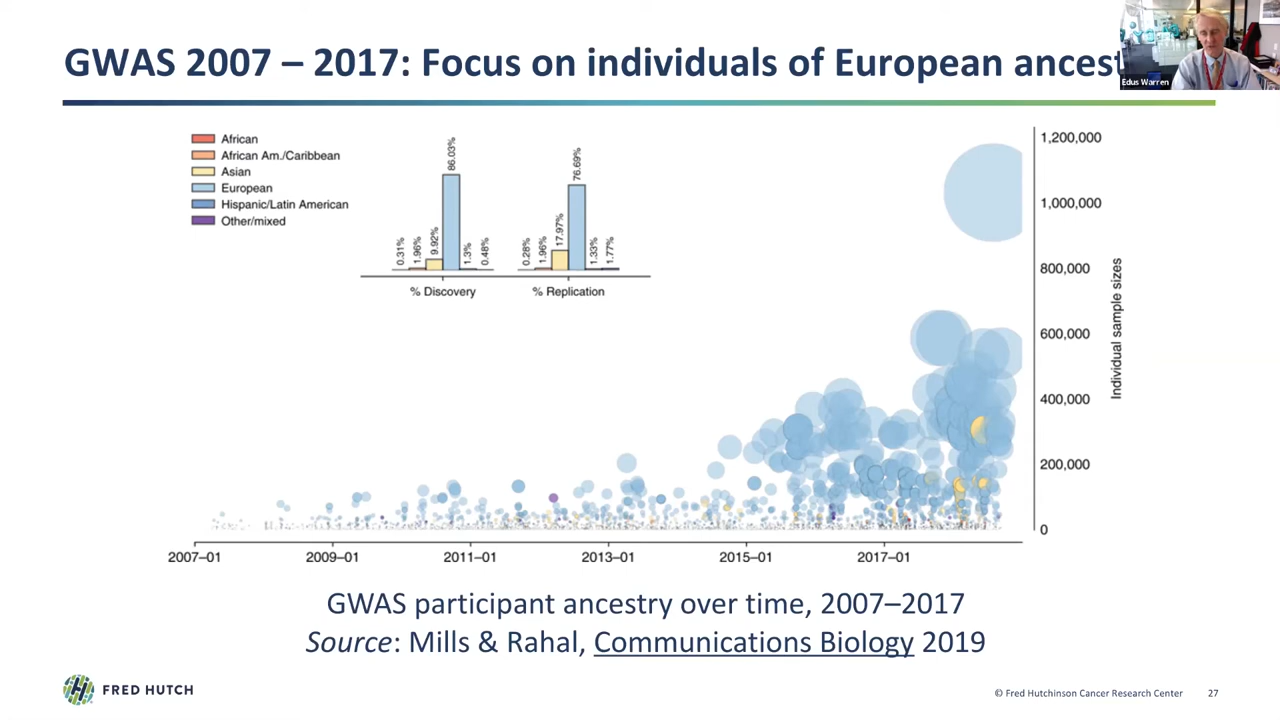 GWAS 2007 – 2017: Focus on individuals of European ancest
Edus Warren
African
African Am./Caribbean
Asian
European
Hispanic/Latin American
Other/mixed
0.31%
1.96%
9.92%
86.03%
1.3%
0.48%
% Discovery
0.28%
1.96%
17.97%
76.69%
1.33%
1.77%
% Replication
1,200,000
1,000,000
800,000
600,000
400,000
200,000
0
Individual sample sizes
2007–01
2009–01
2011–01
2013–01
2015–01
2017–01
GWAS participant ancestry over time, 2007–2017
Source: Mills & Rahal, Communications Biology 2019
FRED HUTCH
© Fred Hutchinson Cancer Research Center
27